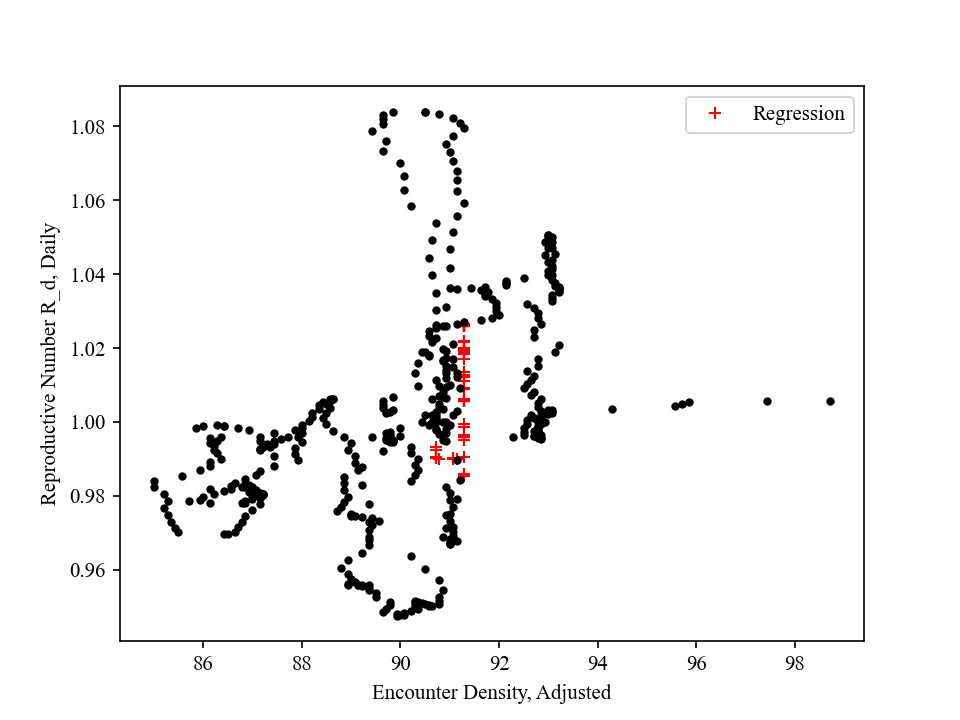 Regression
1.08
1.06
1.04
1.02
1.00
0.98
0.96
Reproductive Number R_d, Daily
86 88 90 92 94 96 98
Encounter Density, Adjusted